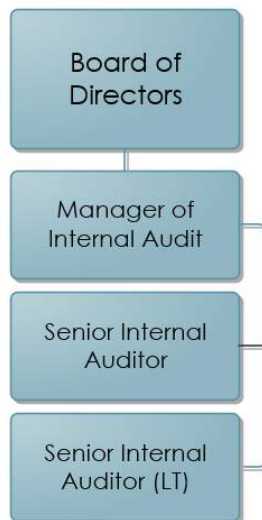 Board of
Directors
Manager of
Internal Audit
Senior Internal
Auditor
Senior Internal
Auditor (LT)